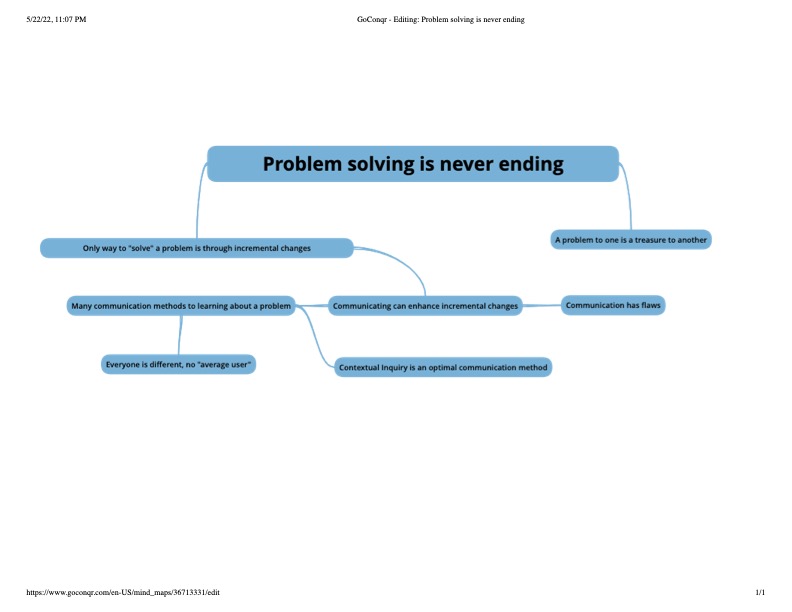 5/22/22, 11:07 PM
GoConqr - Editing: Problem solving is never ending
Problem solving is never ending
A problem to one is a treasure to another
Only way to "solve" a problem is through incremental changes
Many communication methods to learning about a problem
Communicating can enhance incremental changes
Communication has flaws
Everyone is different, no "average user"
Contextual Inquiry is an optimal communication method
https://www.goconqr.com/en-US/mind_maps/36713331/edit
1/1